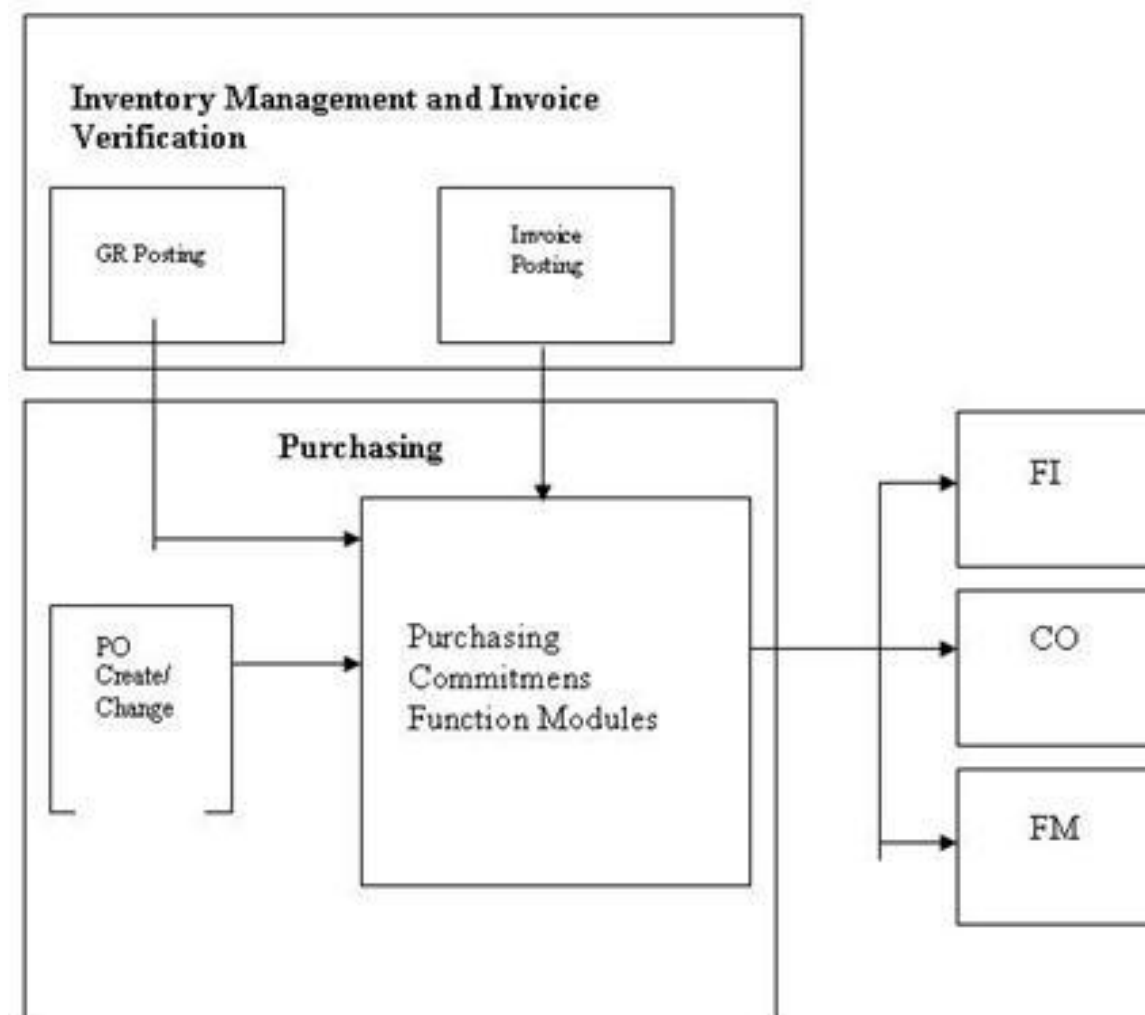 Inventory Management and Invoice
Verification
GR Posting
Invoice
Posting
Purchasing
PO
Create/
Change
Purchasing
Commitmens
Function Modules
FI
CO
FM